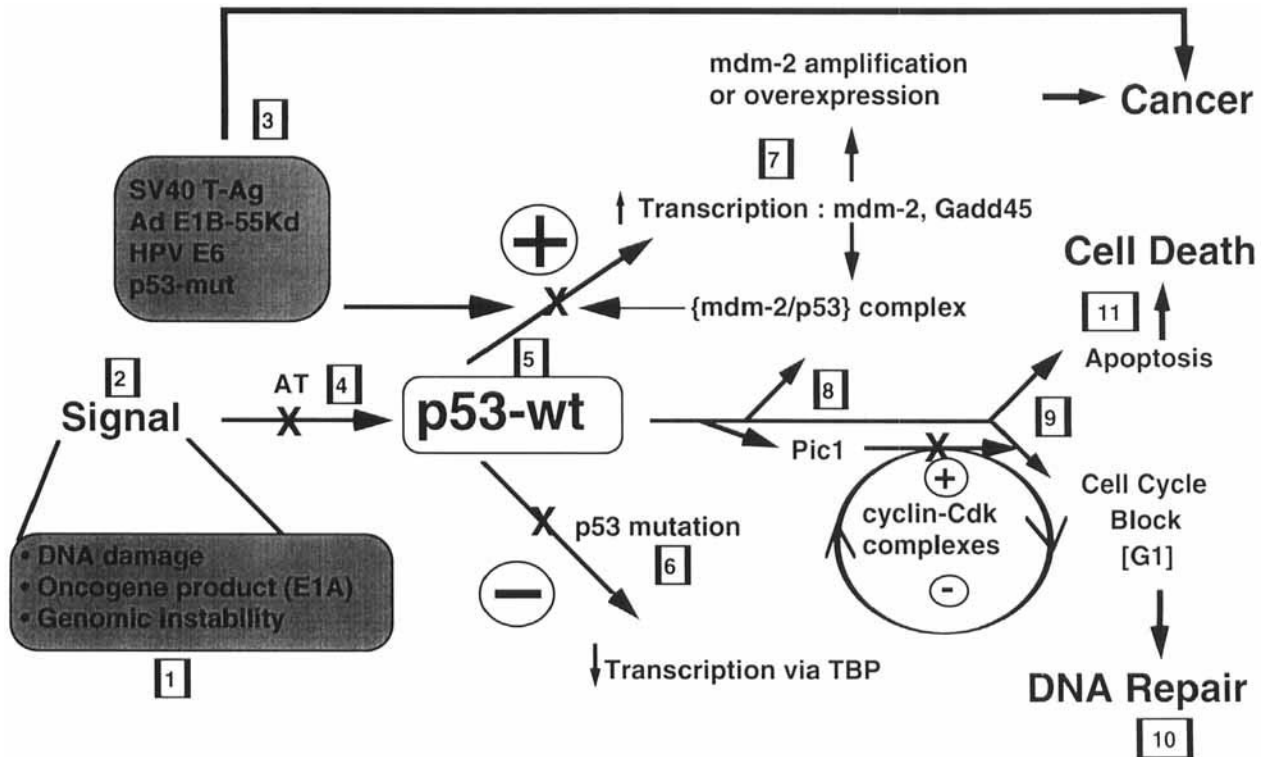 mdm-2 amplification
or overexpression
Cancer
3
SV40 T-Ag
Ad E1B-55Kd
HPV E6
p53-mut
7
Transcription : mdm-2, Gadd45
+
X
{mdm-2/p53} complex
Cell Death
11
Apoptosis
2
Signal
AT
4
X
5
p53-wt
8
9
Pic1
X
+
cyclin-Cdk
complexes
-
Cell Cycle
Block
[G1]
X
p53 mutation
6
−
• DNA damage
• Oncogene product (E1A)
• Genomic Instability
1
Transcription via TBP
DNA Repair
10